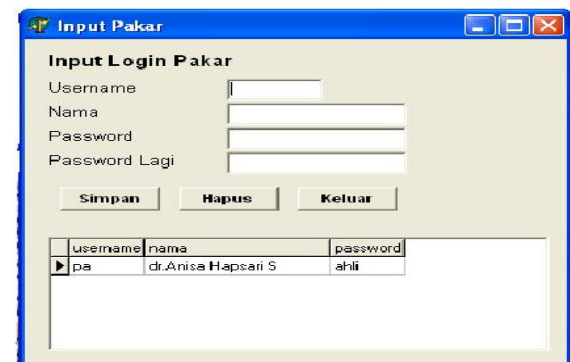 Input Pakar
Input Login Pakar
Username
Nama
Password
Password Lagi
Simpan Hapus Keluar
username nama password
pa dr.Anisa Hapsari S ahli